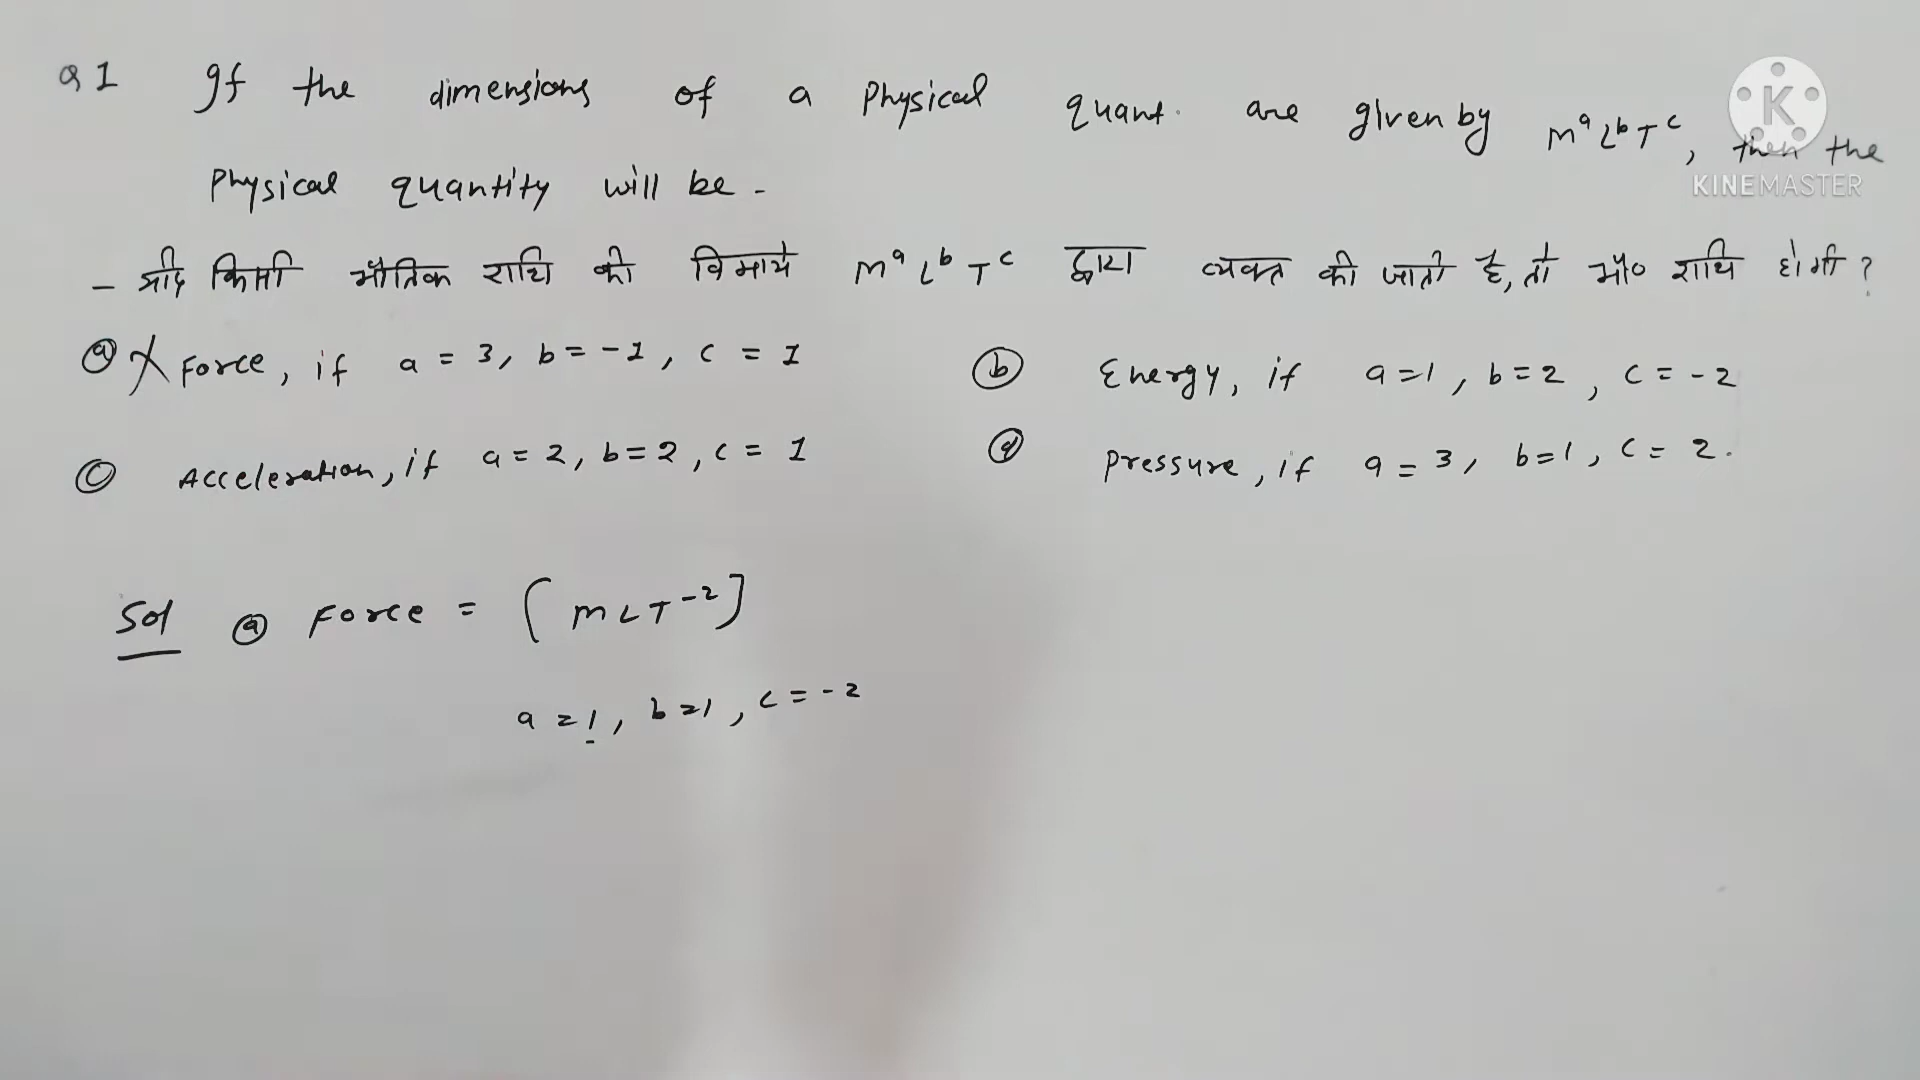 Q1 If the dimensions of a physical quant. are given by M^a L^b T^c, then the
physical quantity will be -
- यदि किसी भौतिक राशि की विमायें M^a L^b T^c द्वारा व्यक्त की जाती है, तो भौ० राशि होगी?
(a) X Force, if a = 3, b = -1, c = 1 (b) Energy, if a=1, b=2, c = -2
(c) Acceleration, if a = 2, b=2, c = 1 (d) Pressure, if a = 3, b=1, c = 2.
Sol (a) Force = [MLT^-2]
a = 1, b = 1, c = -2
K
KINEMASTER